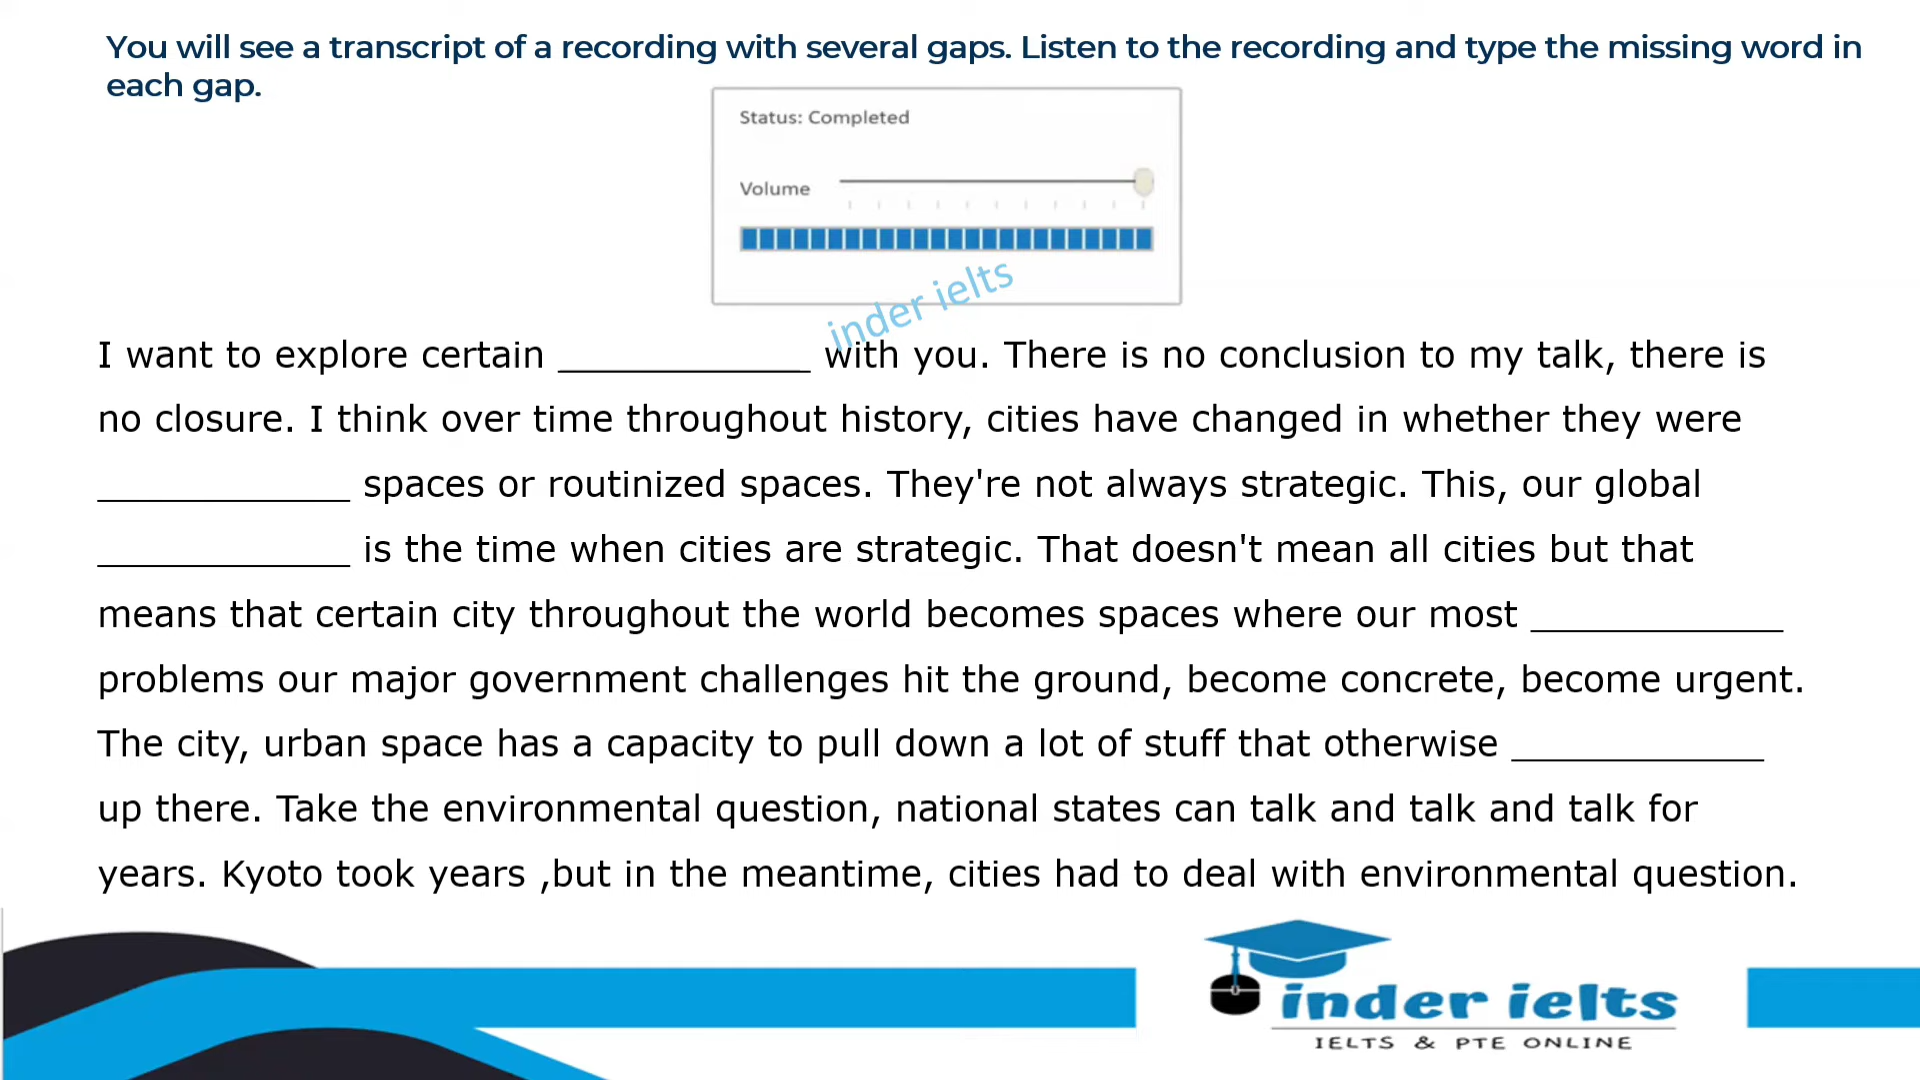 You will see a transcript of a recording with several gaps. Listen to the recording and type the missing word in
each gap.
Status: Completed
Volume
inder ielts
I want to explore certain ____________ with you. There is no conclusion to my talk, there is
no closure. I think over time throughout history, cities have changed in whether they were
____________ spaces or routinized spaces. They're not always strategic. This, our global
____________ is the time when cities are strategic. That doesn't mean all cities but that
means that certain city throughout the world becomes spaces where our most ____________
problems our major government challenges hit the ground, become concrete, become urgent.
The city, urban space has a capacity to pull down a lot of stuff that otherwise ____________
up there. Take the environmental question, national states can talk and talk and talk for
years. Kyoto took years ,but in the meantime, cities had to deal with environmental question.
inder ielts
IELTS & PTE ONLINE